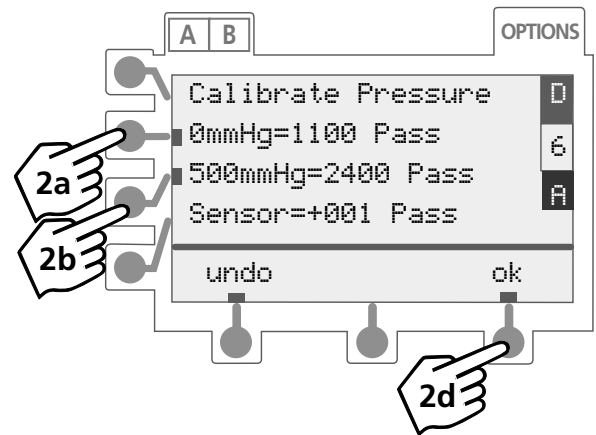 A B
OPTIONS
Calibrate Pressure
D
0mmHg=1100 Pass
6
500mmHg=2400 Pass
A
Sensor=+001 Pass
undo ok
2a
2b
2d